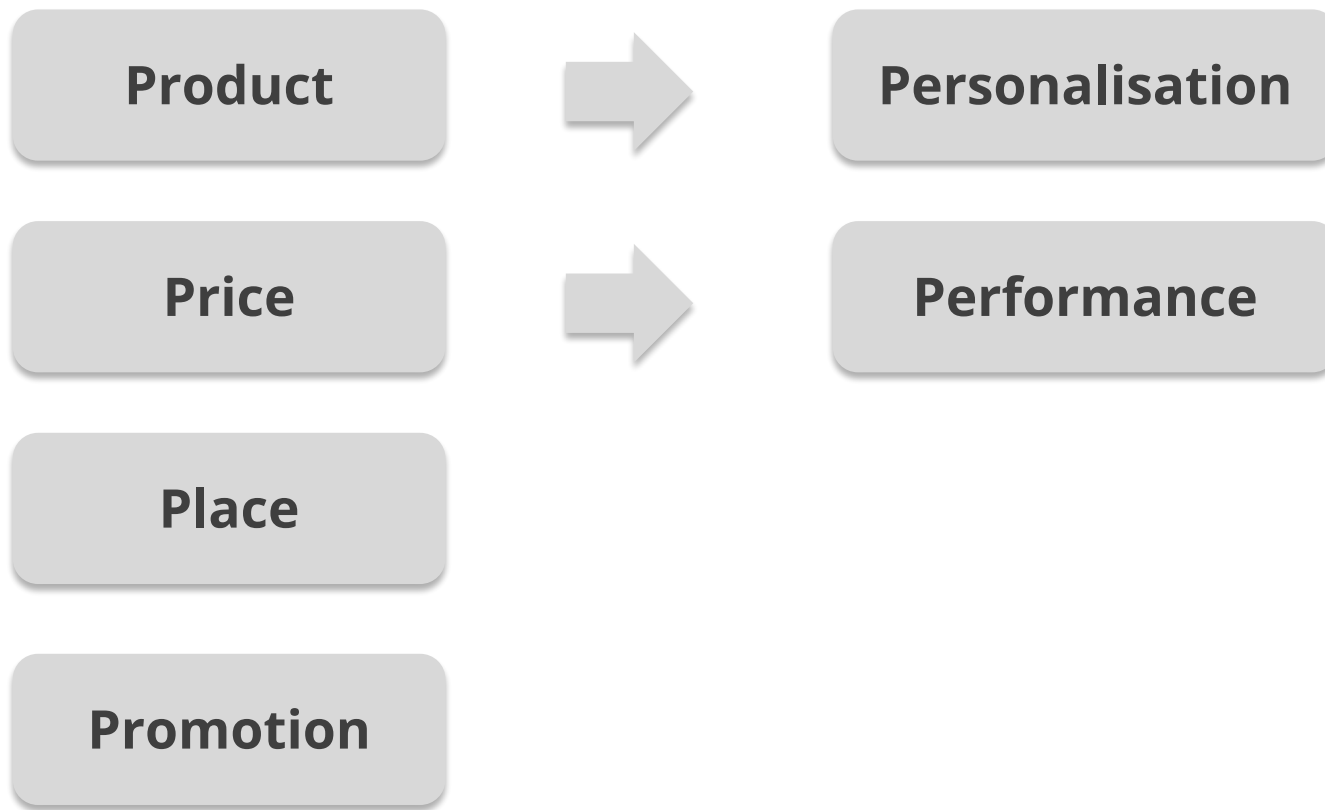 Product
Personalisation
Price
Performance
Place
Promotion